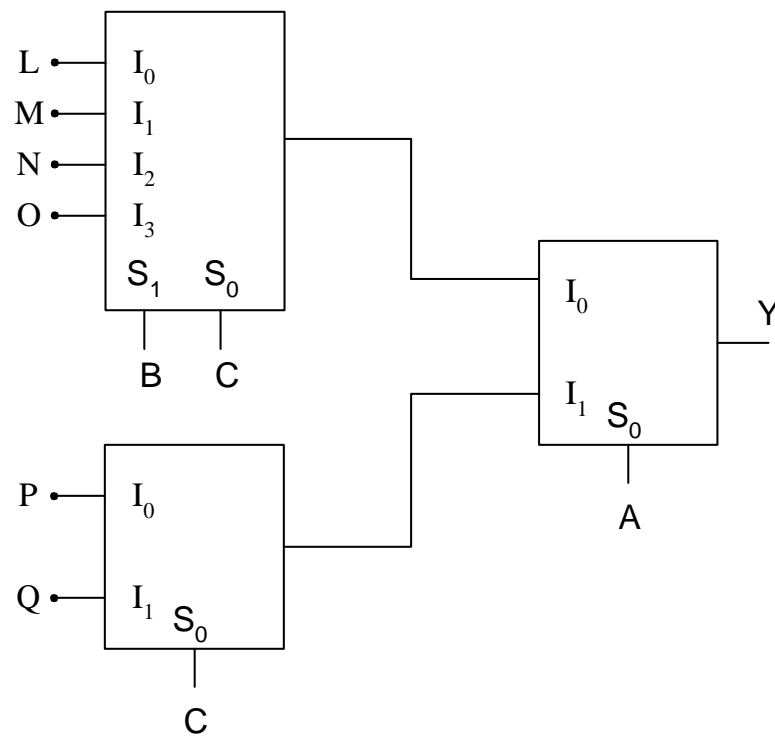 L I₀
M I₁
N I₂
O I₃
S₁ S₀
B C
I₀
Y
I₁
S₀
A
P I₀
Q I₁
S₀
C